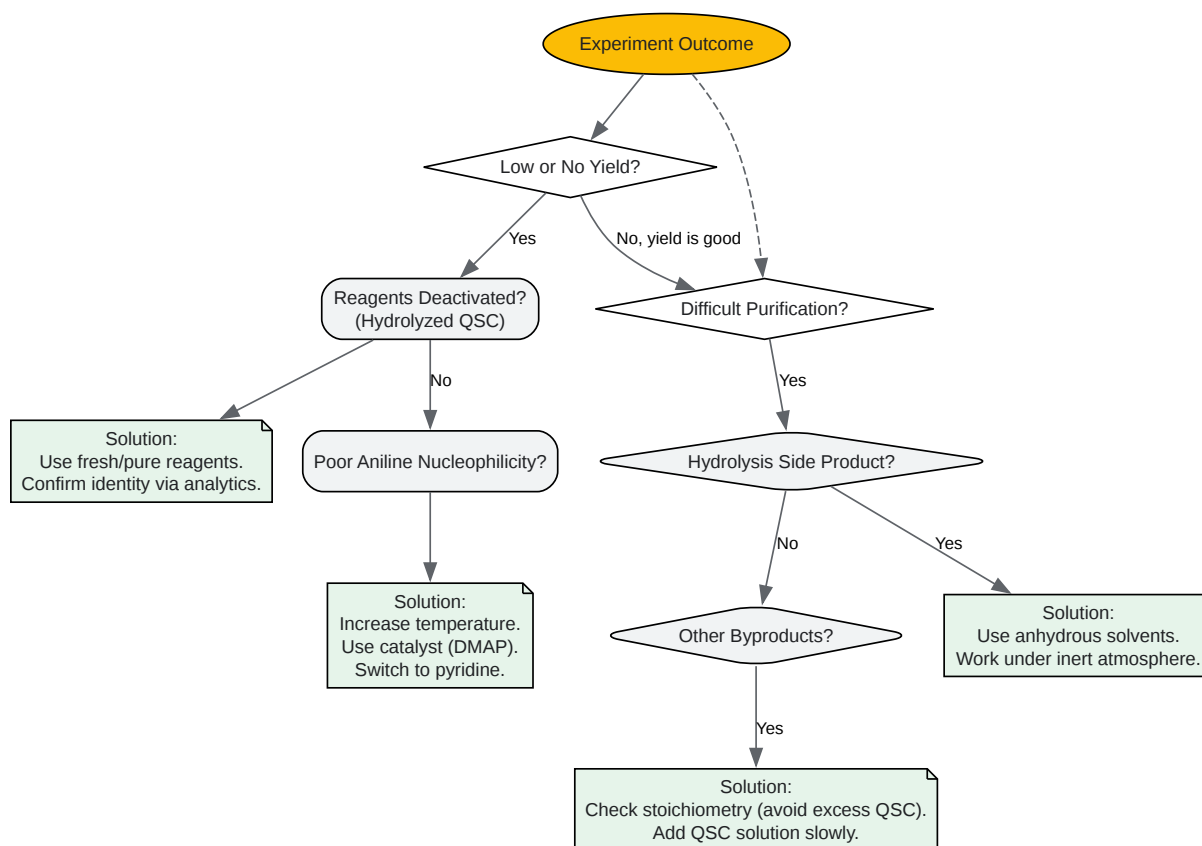 Experiment Outcome
Low or No Yield?
Yes
No, yield is good
Reagents Deactivated?
(Hydrolyzed QSC)
Difficult Purification?
No
Yes
Solution:
Use fresh/pure reagents.
Confirm identity via analytics.
Poor Aniline Nucleophilicity?
Hydrolysis Side Product?
No
Yes
Solution:
Increase temperature.
Use catalyst (DMAP).
Switch to pyridine.
Other Byproducts?
Solution:
Use anhydrous solvents.
Work under inert atmosphere.
Yes
Solution:
Check stoichiometry (avoid excess QSC).
Add QSC solution slowly.